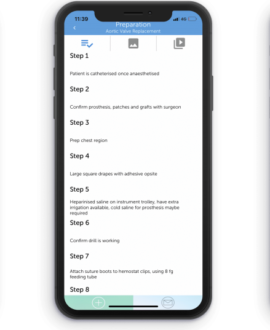 11:39
4G
Preparation
Aortic Valve Replacement
Step 1
Patient is catheterised once anaesthetised
Step 2
Confirm prosthesis, patches and grafts with surgeon
Step 3
Prep chest region
Step 4
Large square drapes with adhesive opsite
Step 5
Heparinised saline on instrument trolley, have extra
irrigation available, cold saline for prosthesis maybe
required
Step 6
Confirm drill is working
Step 7
Attach suture boots to hemostat clips, using 8 fg
feeding tube
Step 8